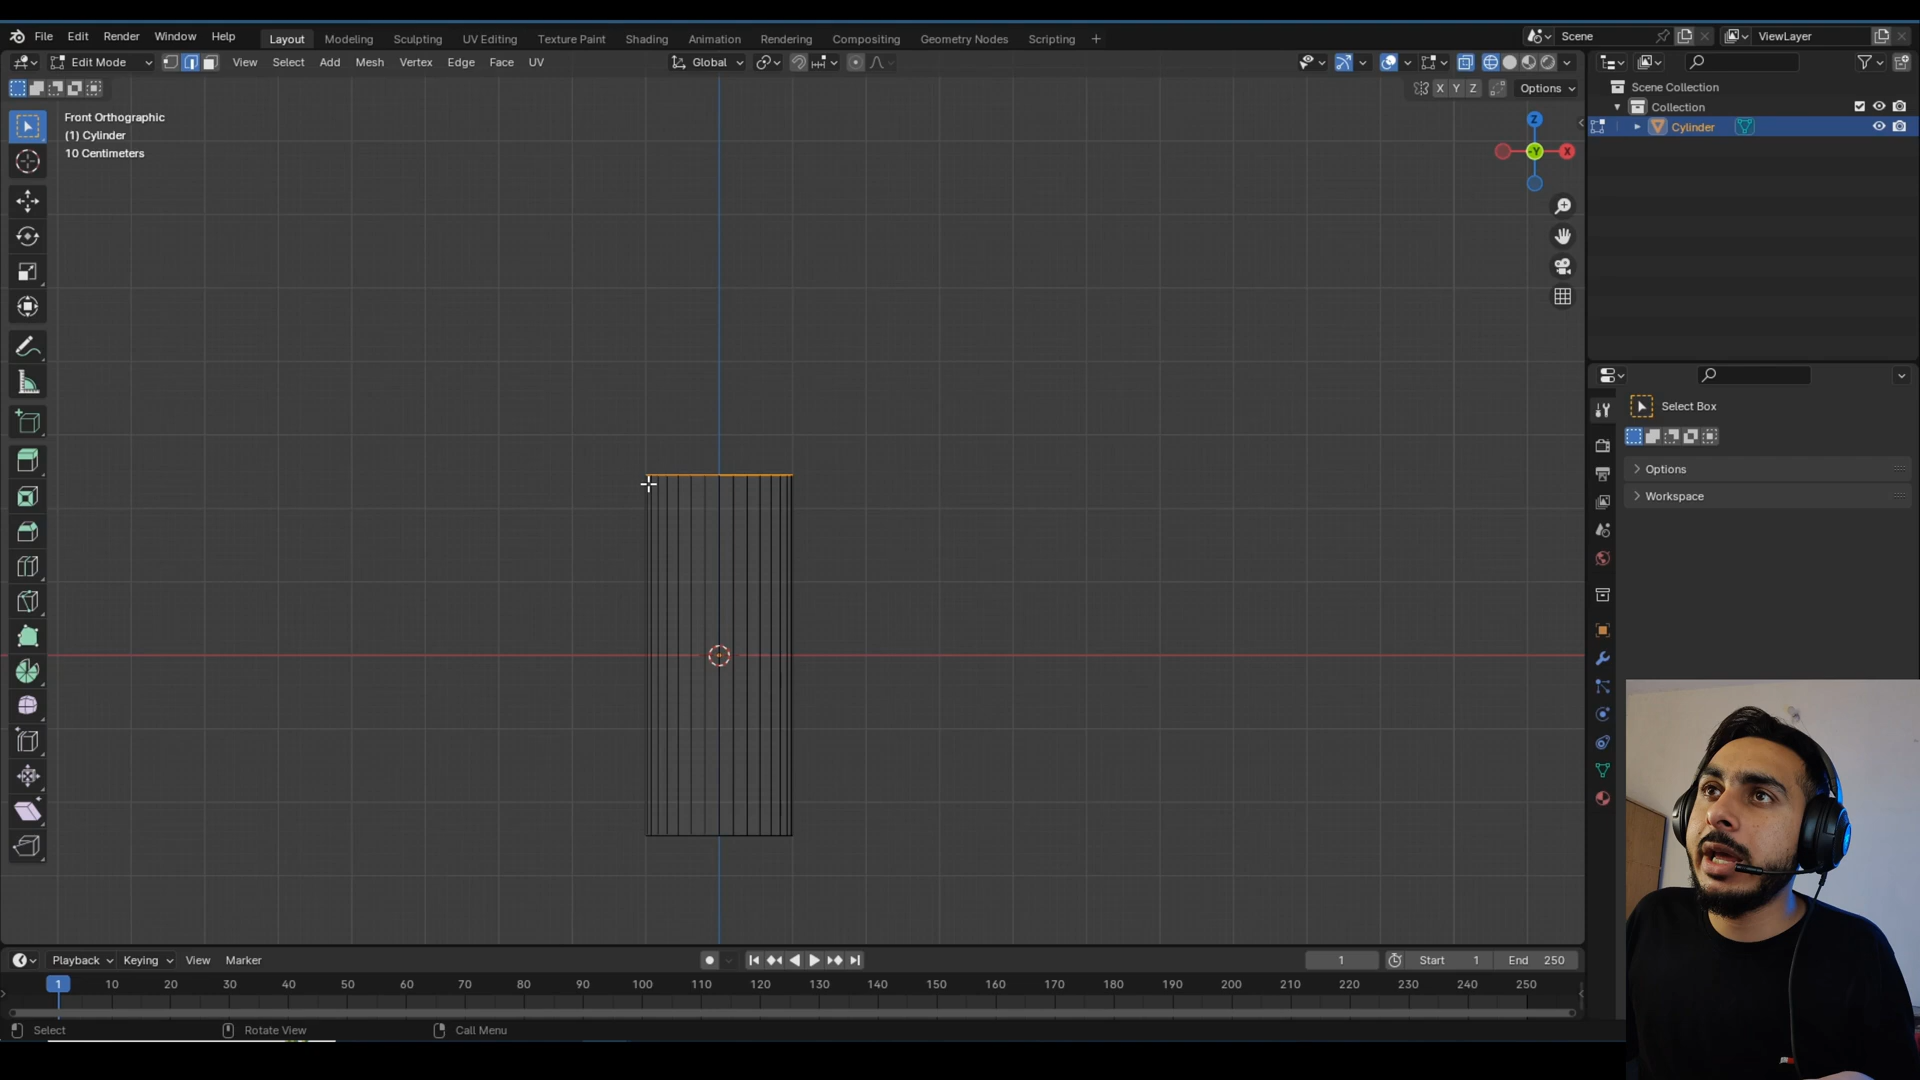 File Edit Render Window Help Layout Modeling Sculpting UV Editing Texture Paint Shading Animation Rendering Compositing Geometry Nodes Scripting + Scene ViewLayer
Edit Mode View Select Add Mesh Vertex Edge Face UV Global
X Y Z Options
Scene Collection
Collection
Cylinder
Front Orthographic
(1) Cylinder
10 Centimeters
Z
-Y X
Select Box
Options
Workspace
Playback Keying View Marker 1 Start 1 End 250
1 10 20 30 40 50 60 70 80 90 100 110 120 130 140 150 160 170 180 190 200 210 220 230 240 250
Select Rotate View Call Menu